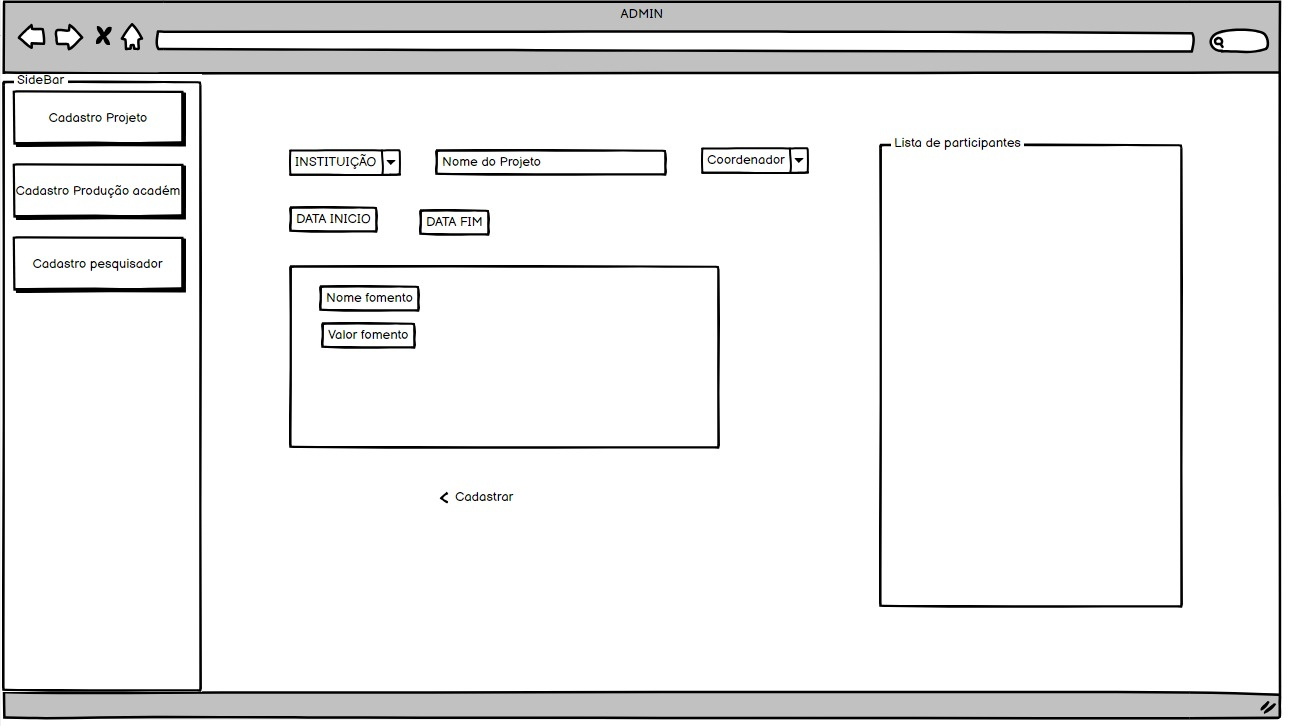 ADMIN
SideBar
Cadastro Projeto
Cadastro Produção académ
Cadastro pesquisador
INSTITUIÇÃO
Nome do Projeto
Coordenador
DATA INICIO
DATA FIM
Nome fomento
Valor fomento
Cadastrar
Lista de participantes